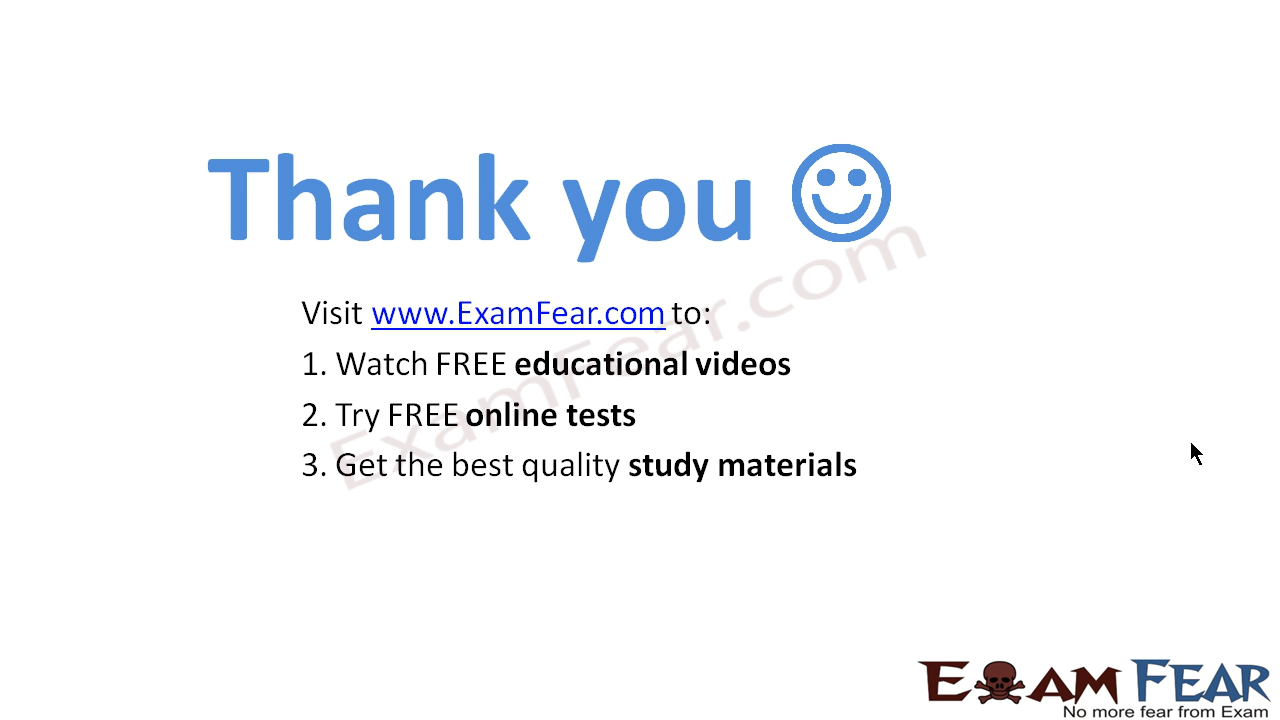 Thank you
Visit www.ExamFear.com to:
1. Watch FREE educational videos
2. Try FREE online tests
3. Get the best quality study materials
ExamFear.com
EXAM FEAR
No more fear from Exam